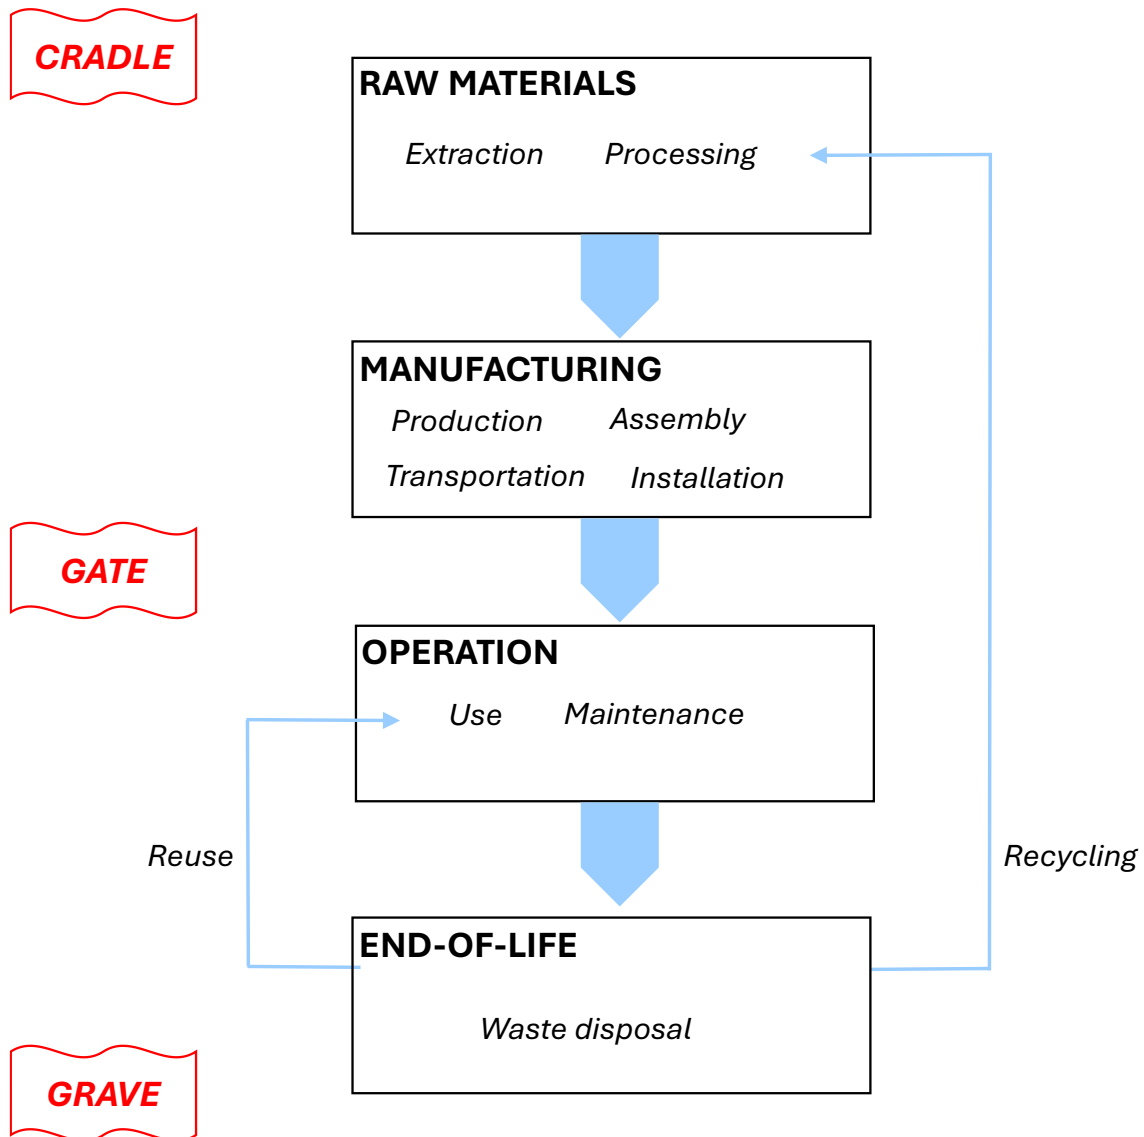 CRADLE
RAW MATERIALS
Extraction Processing
MANUFACTURING
Production Assembly
Transportation Installation
GATE
OPERATION
Use Maintenance
Reuse
Recycling
END-OF-LIFE
Waste disposal
GRAVE